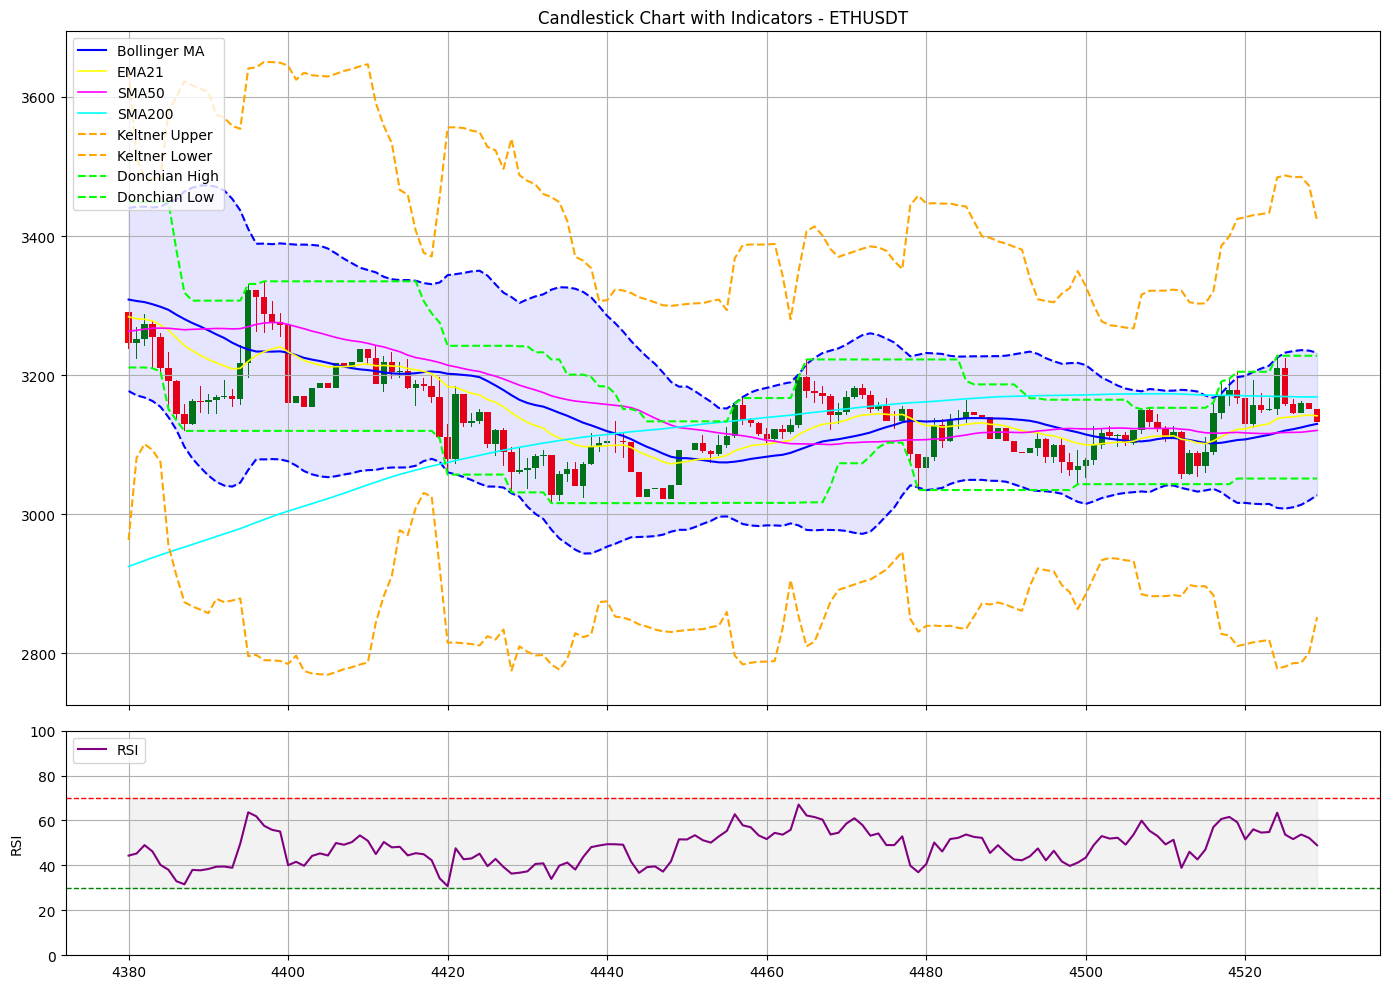 Candlestick Chart with Indicators - ETHUSDT
Bollinger MA
EMA21
SMA50
SMA200
Keltner Upper
Keltner Lower
Donchian High
Donchian Low
3600
3400
3200
3000
2800
RSI
100
80
60
40
20
0
RSI
4380 4400 4420 4440 4460 4480 4500 4520